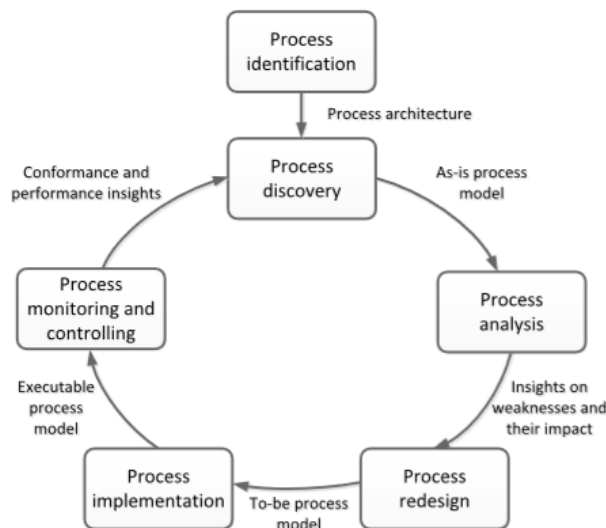 Process
identification
Process architecture
Process
discovery
As-is process
model
Process
analysis
Insights on
weaknesses and
their impact
Process
redesign
To-be process
model
Process
implementation
Executable
process
model
Process
monitoring and
controlling
Conformance and
performance insights